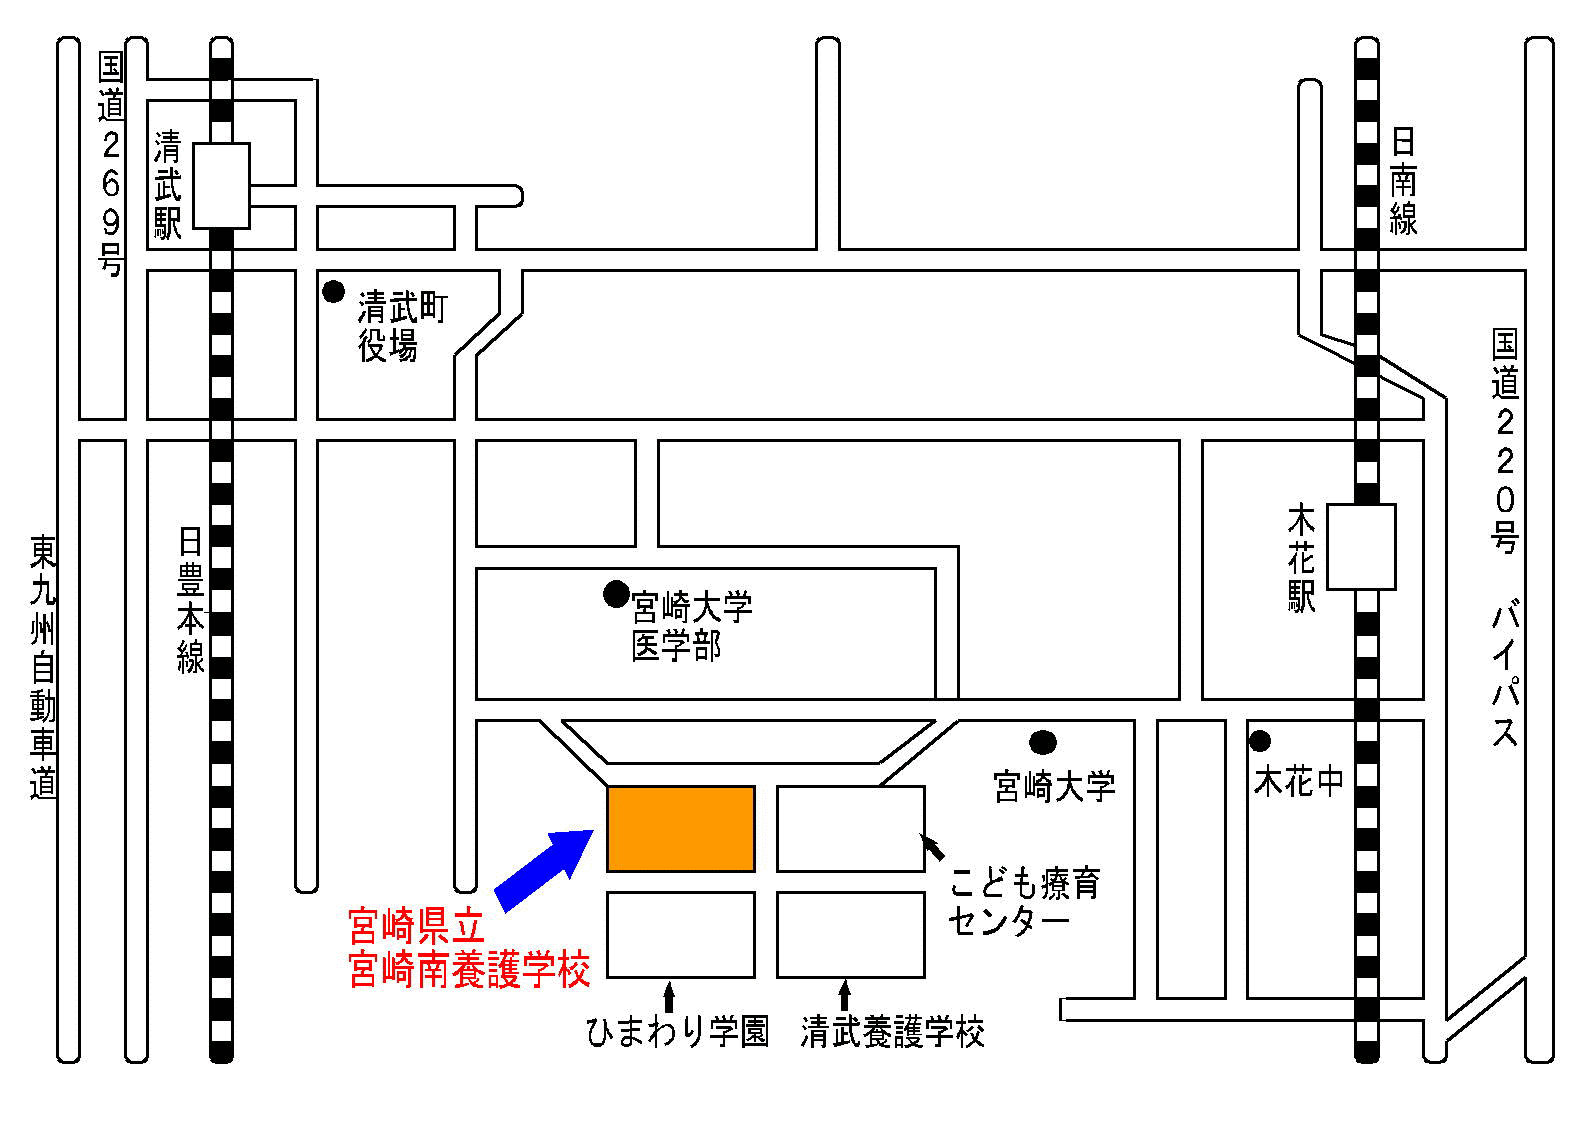 国道269号
清武駅
日南線
清武町
役場
国道220号 バイパス
木花駅
東九州自動車道
日豊本線
宮崎大学
医学部
宮崎大学
木花中
こども療育
センター
宮崎県立
宮崎南養護学校
ひまわり学園
清武養護学校